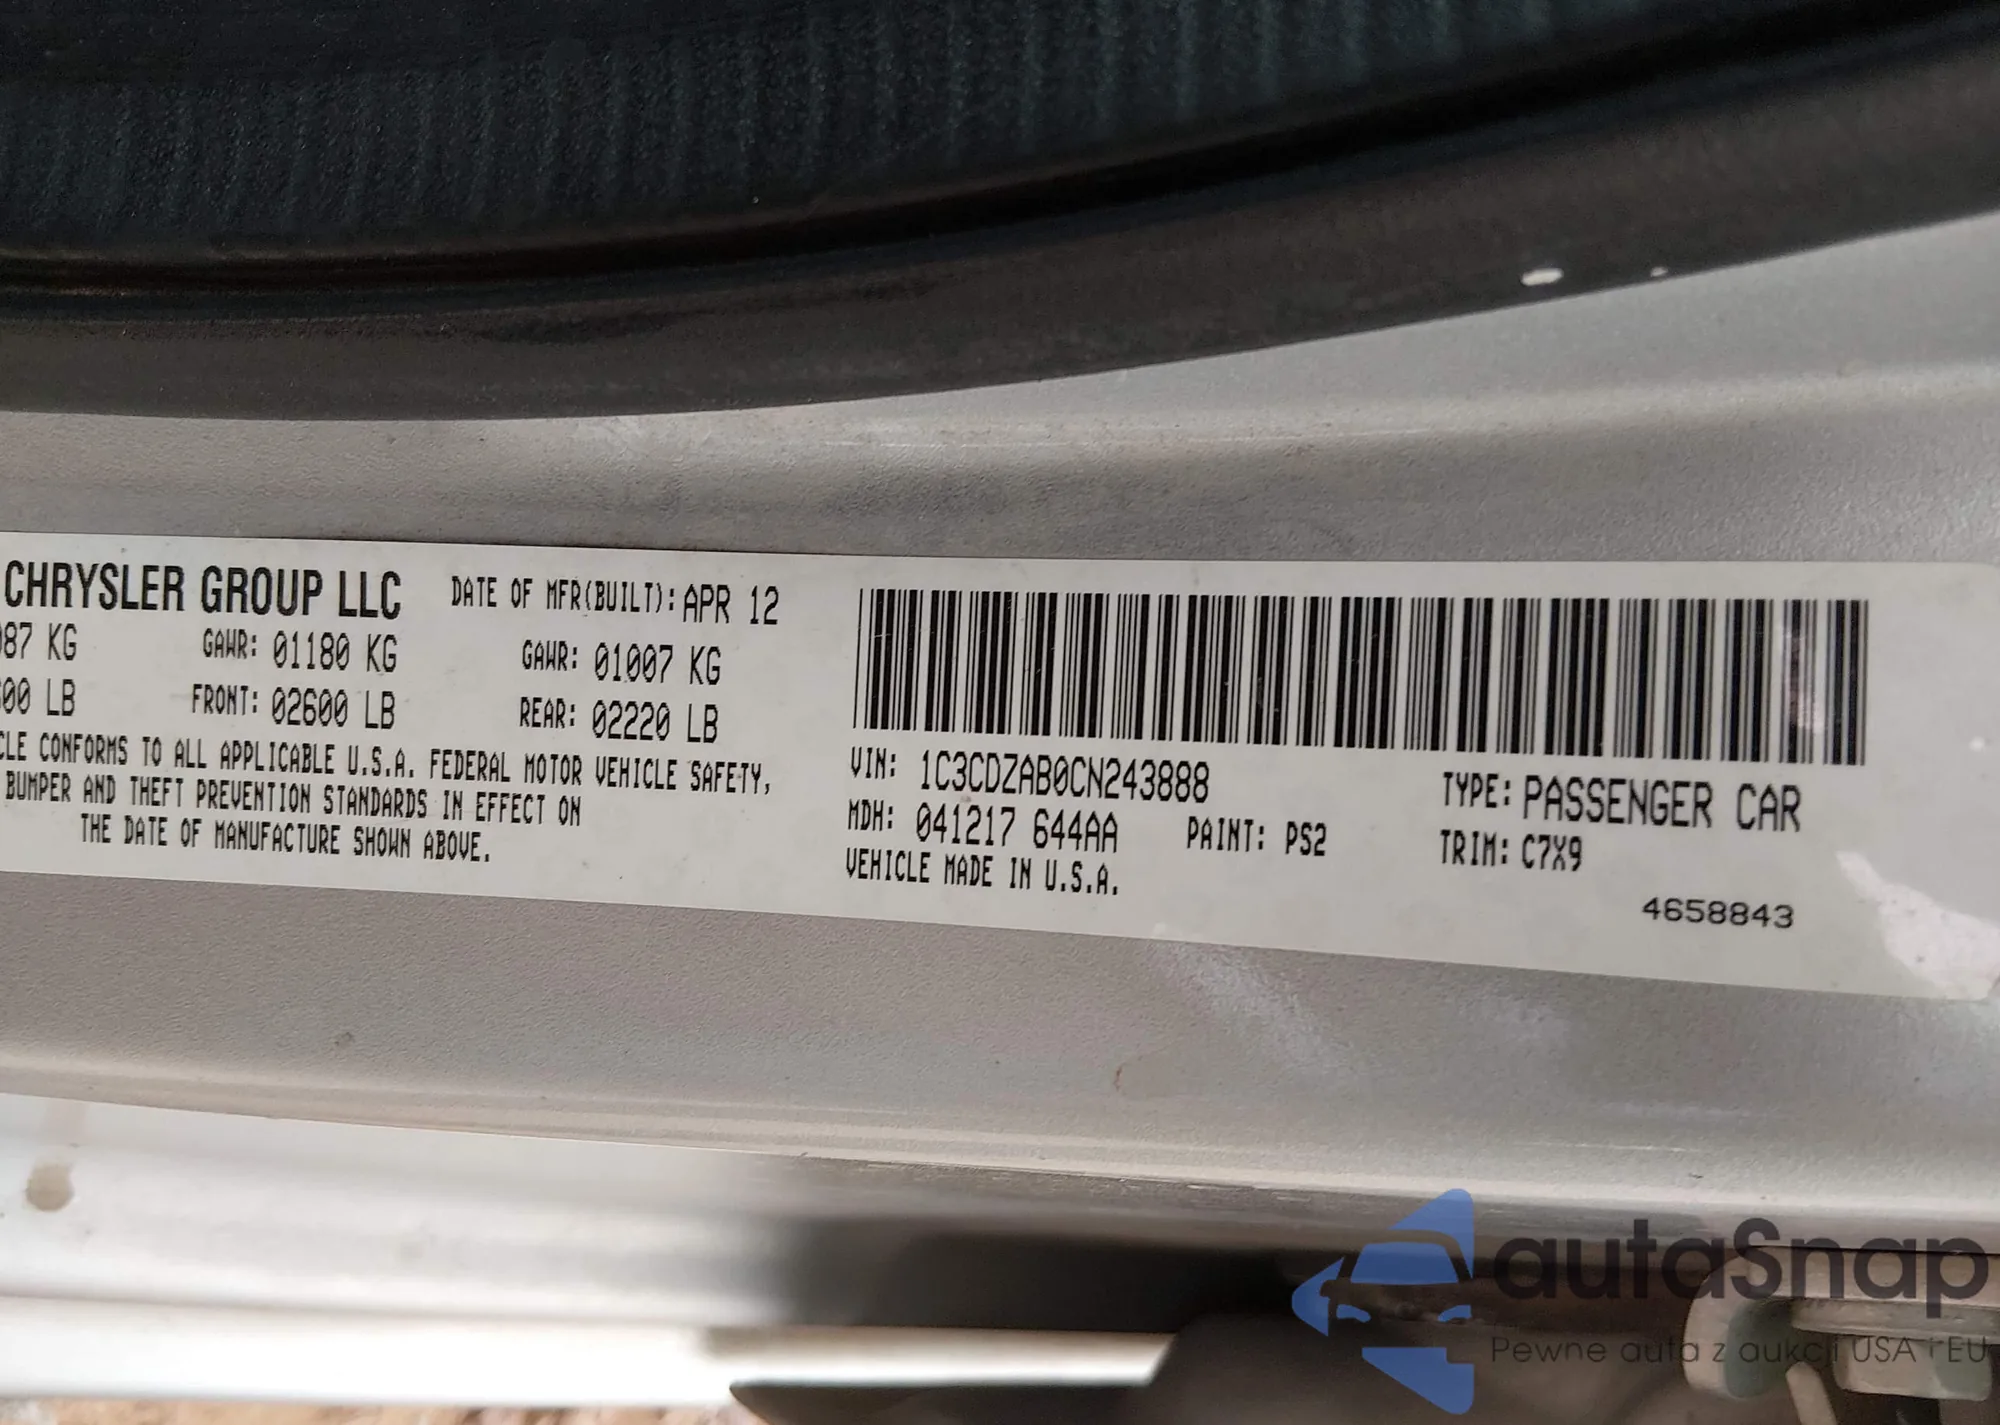 CHRYSLER GROUP LLC DATE OF MFR(BUILT): APR 12
87 KG GAWR: 01180 KG GAWR: 01007 KG
00 LB FRONT: 02600 LB REAR: 02220 LB
CLE CONFORMS TO ALL APPLICABLE U.S.A. FEDERAL MOTOR VEHICLE SAFETY,
BUMPER AND THEFT PREVENTION STANDARDS IN EFFECT ON
THE DATE OF MANUFACTURE SHOWN ABOVE.
VIN: 1C3CDZAB0CN243888 TYPE: PASSENGER CAR
MDH: 041217 644AA PAINT: PS2 TRIM: C7X9
VEHICLE MADE IN U.S.A.
4658843
autaSnap
Pewne auta z aukcji USA i EU